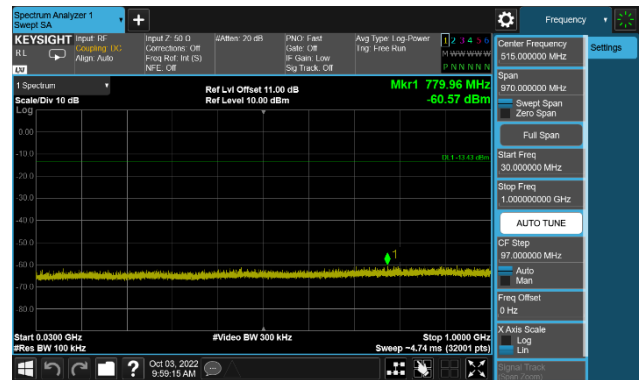 Spectrum Analyzer 1
Swept SA
Frequency
KEYSIGHT
RL
LXI
Input: RF
Coupling: DC
Align: Auto
Input Z: 50 Ω
Corrections: Off
Freq Ref: Int (S)
NFE: Off
#Atten: 20 dB
PNO: Fast
Gate: Off
IF Gain: Low
Sig Track: Off
Avg Type: Log-Power
Trig: Free Run
1 2 3 4 5 6
M W W W W W
P N N N N N
1 Spectrum
Scale/Div 10 dB
Ref Lvl Offset 11.00 dB
Ref Level 10.00 dBm
Mkr1 779.96 MHz
-60.57 dBm
Log
0.00
-10.0
DL1 -13.43 dBm
-20.0
-30.0
-40.0
-50.0
1
-60.0
-70.0
-80.0
Start 0.0300 GHz
#Res BW 100 kHz
#Video BW 300 kHz
Stop 1.0000 GHz
Sweep ~4.74 ms (32001 pts)
Oct 03, 2022
9:59:15 AM
Center Frequency
515.000000 MHz
Settings
Span
970.000000 MHz
Swept Span
Zero Span
Full Span
Start Freq
30.000000 MHz
Stop Freq
1.000000000 GHz
AUTO TUNE
CF Step
97.000000 MHz
Auto
Man
Freq Offset
0 Hz
X Axis Scale
Log
Lin
Signal Track
(Span Zoom)